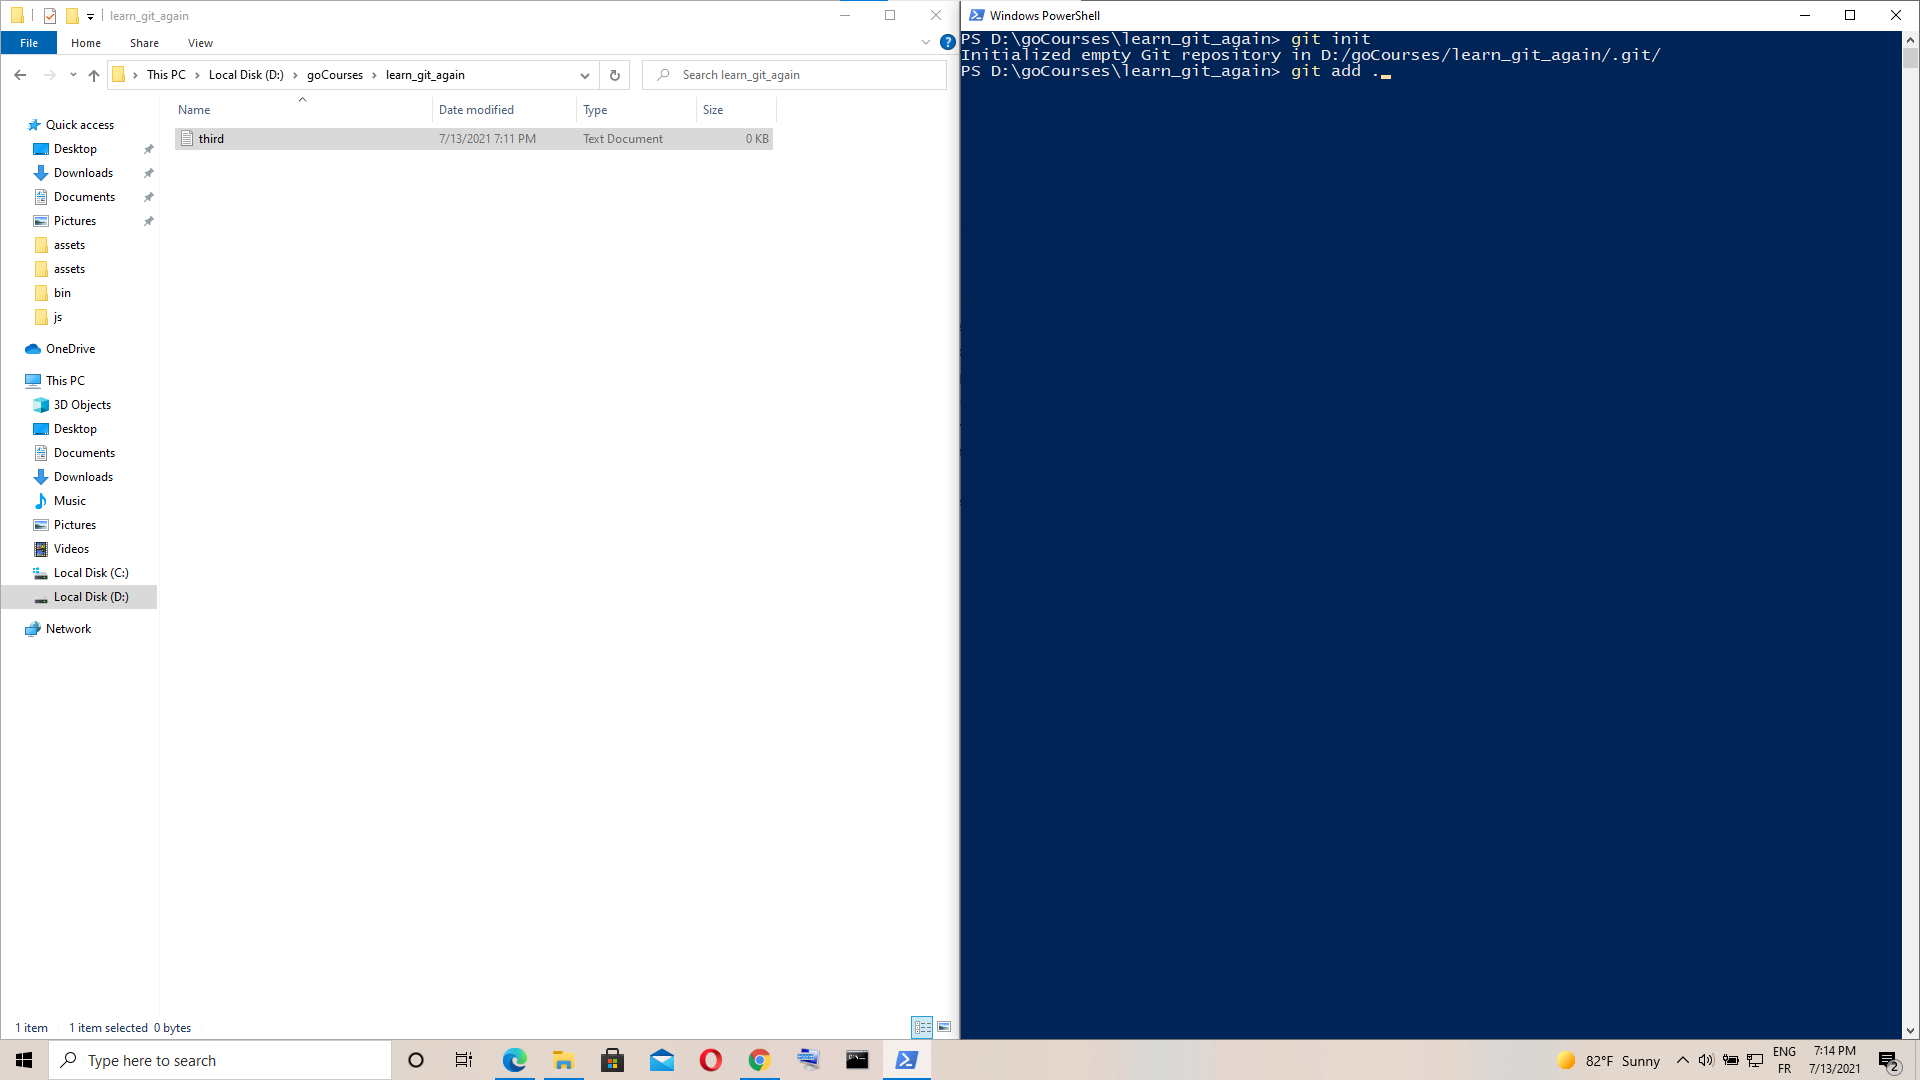 learn_git_again
File Home Share View
This PC Local Disk (D:) goCourses learn_git_again
Search learn_git_again
Name Date modified Type Size
third 7/13/2021 7:11 PM Text Document 0 KB
Quick access
Desktop
Downloads
Documents
Pictures
assets
assets
bin
js
OneDrive
This PC
3D Objects
Desktop
Documents
Downloads
Music
Pictures
Videos
Local Disk (C:)
Local Disk (D:)
Network
1 item 1 item selected 0 bytes
Windows PowerShell
PS D:\goCourses\learn_git_again> git init
Initialized empty Git repository in D:/goCourses/learn_git_again/.git/
PS D:\goCourses\learn_git_again> git add .
Type here to search
82°F Sunny
ENG
FR
7:14 PM
7/13/2021
2